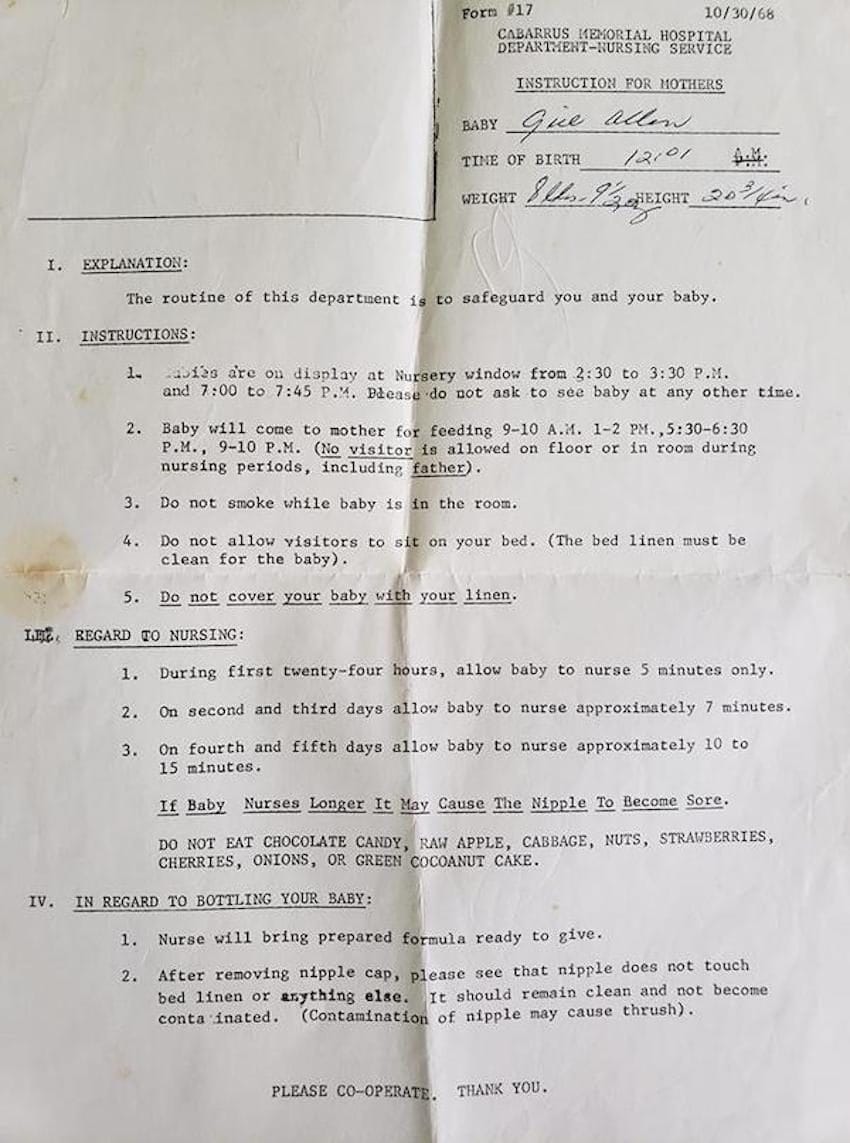 Form #17 10/30/68
CABARRUS MEMORIAL HOSPITAL
DEPARTMENT-NURSING SERVICE
INSTRUCTION FOR MOTHERS
BABY Allen
TIME OF BIRTH 12:01 A.M.
WEIGHT 8 lbs-9 1/2 oz HEIGHT 20 3/4 in.
I. EXPLANATION:
The routine of this department is to safeguard you and your baby.
II. INSTRUCTIONS:
1. Babies are on display at Nursery window from 2:30 to 3:30 P.M.
and 7:00 to 7:45 P.M. Please do not ask to see baby at any other time.
2. Baby will come to mother for feeding 9-10 A.M. 1-2 PM.,5:30-6:30
P.M., 9-10 P.M. (No visitor is allowed on floor or in room during
nursing periods, including father).
3. Do not smoke while baby is in the room.
4. Do not allow visitors to sit on your bed. (The bed linen must be
clean for the baby).
5. Do not cover your baby with your linen.
REGARD TO NURSING:
1. During first twenty-four hours, allow baby to nurse 5 minutes only.
2. On second and third days allow baby to nurse approximately 7 minutes.
3. On fourth and fifth days allow baby to nurse approximately 10 to
15 minutes.
If Baby Nurses Longer It May Cause The Nipple To Become Sore.
DO NOT EAT CHOCOLATE CANDY, RAW APPLE, CABBAGE, NUTS, STRAWBERRIES,
CHERRIES, ONIONS, OR GREEN COCOANUT CAKE.
IV. IN REGARD TO BOTTLING YOUR BABY:
1. Nurse will bring prepared formula ready to give.
2. After removing nipple cap, please see that nipple does not touch
bed linen or anything else. It should remain clean and not become
contaminated. (Contamination of nipple may cause thrush).
PLEASE CO-OPERATE. THANK YOU.